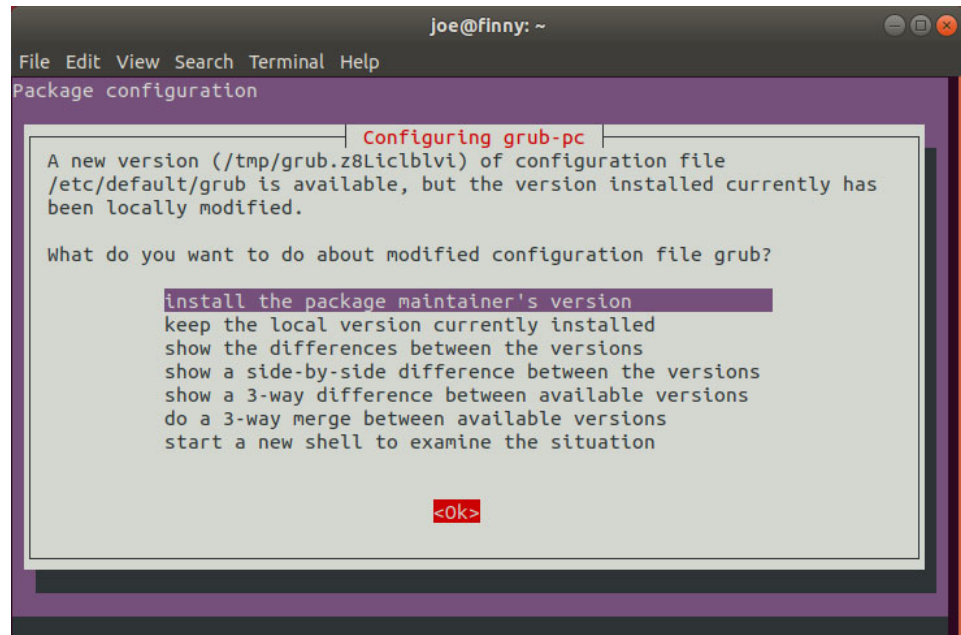 joe@finny: ~
File Edit View Search Terminal Help
Package configuration
Configuring grub-pc
A new version (/tmp/grub.z8Liclblvi) of configuration file
/etc/default/grub is available, but the version installed currently has
been locally modified.
What do you want to do about modified configuration file grub?
install the package maintainer's version
keep the local version currently installed
show the differences between the versions
show a side-by-side difference between the versions
show a 3-way difference between available versions
do a 3-way merge between available versions
start a new shell to examine the situation
<Ok>